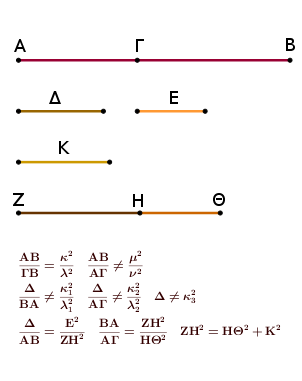 Α Γ Β
Δ Ε
Κ
Ζ Η Θ
ΑΒ/ΓΒ = κ²/λ² ΑΒ/ΑΓ ≠ μ²/ν²
Δ/ΒΑ ≠ κ₁²/λ₁² Δ/ΑΓ ≠ κ₂²/λ₂² Δ ≠ κ₃²
Δ/ΑΒ = Ε²/ΖΗ² ΒΑ/ΑΓ = ΖΗ²/ΗΘ² ΖΗ² = ΗΘ² + Κ²